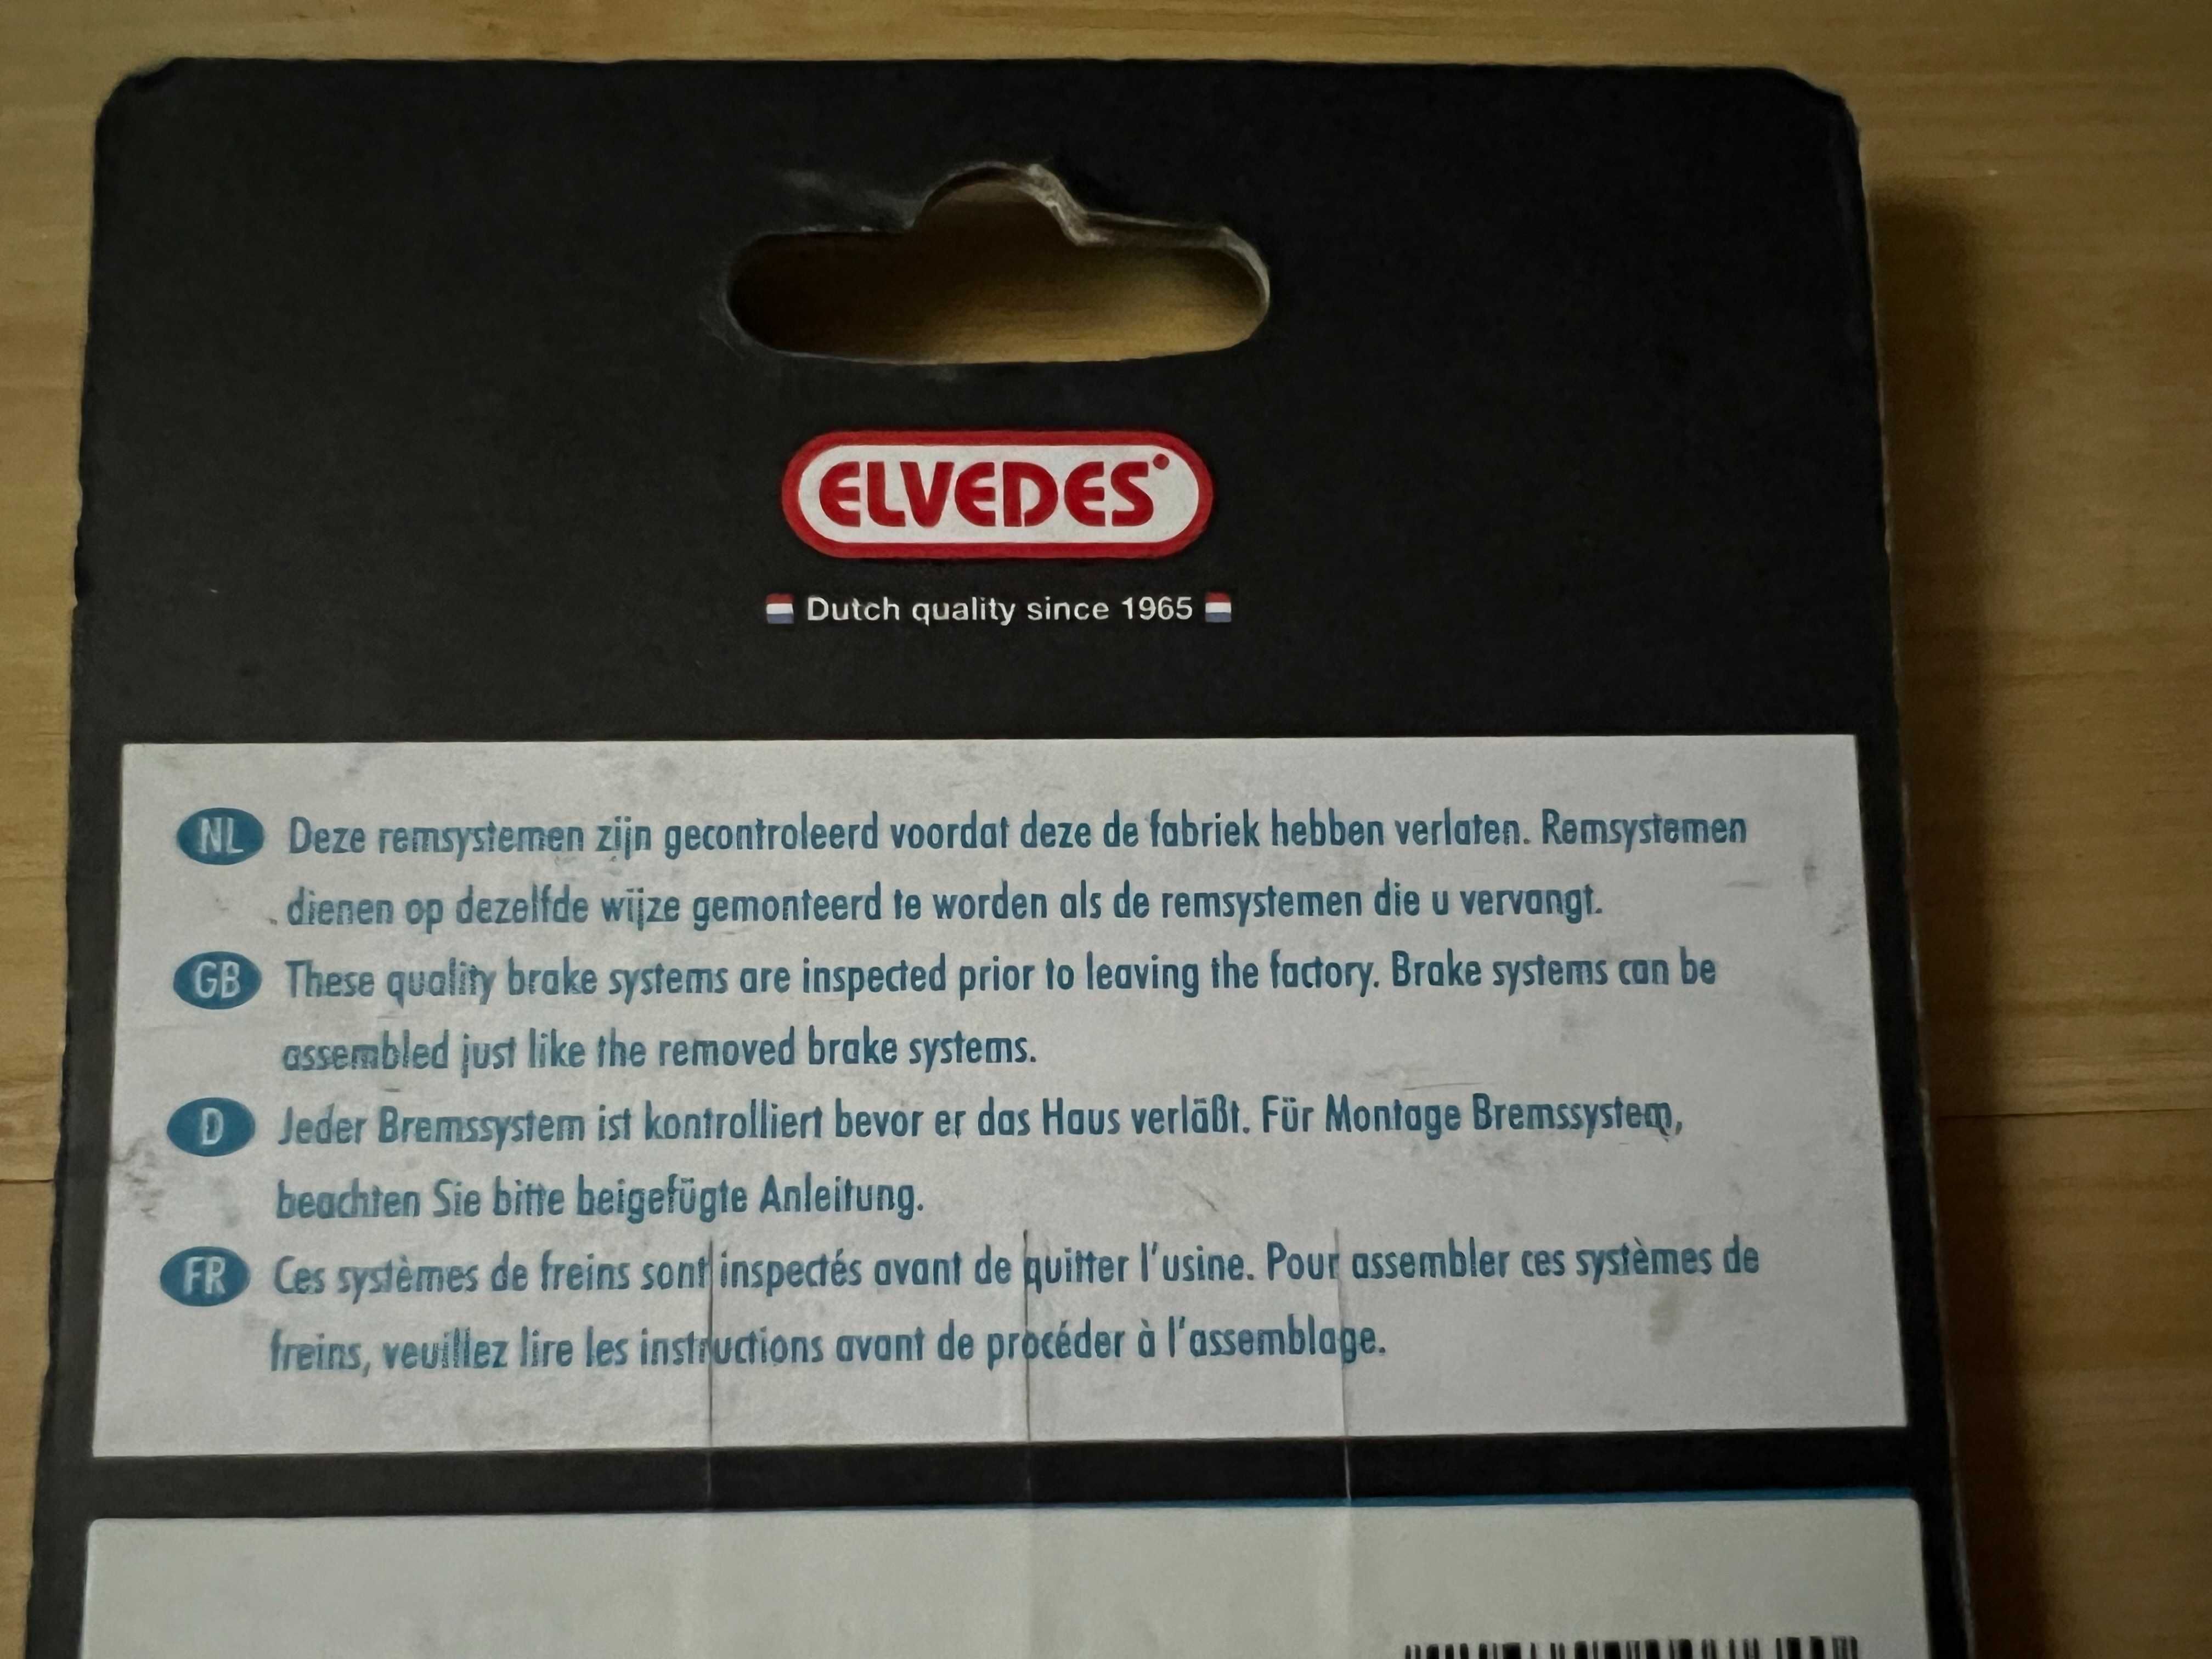 ELVEDES
Dutch quality since 1965
NL Deze remsystemen zijn gecontroleerd voordat deze de fabriek hebben verlaten. Remsystemen
dienen op dezelfde wijze gemonteerd te worden als de remsystemen die u vervangt.
GB These quality brake systems are inspected prior to leaving the factory. Brake systems can be
assembled just like the removed brake systems.
D Jeder Bremssystem ist kontrolliert bevor er das Haus verläßt. Für Montage Bremssystem,
beachten Sie bitte beigefügte Anleitung.
FR Ces systèmes de freins sont inspectés avant de quitter l'usine. Pour assembler ces systèmes de
freins, veuillez lire les instructions avant de procéder à l'assemblage.